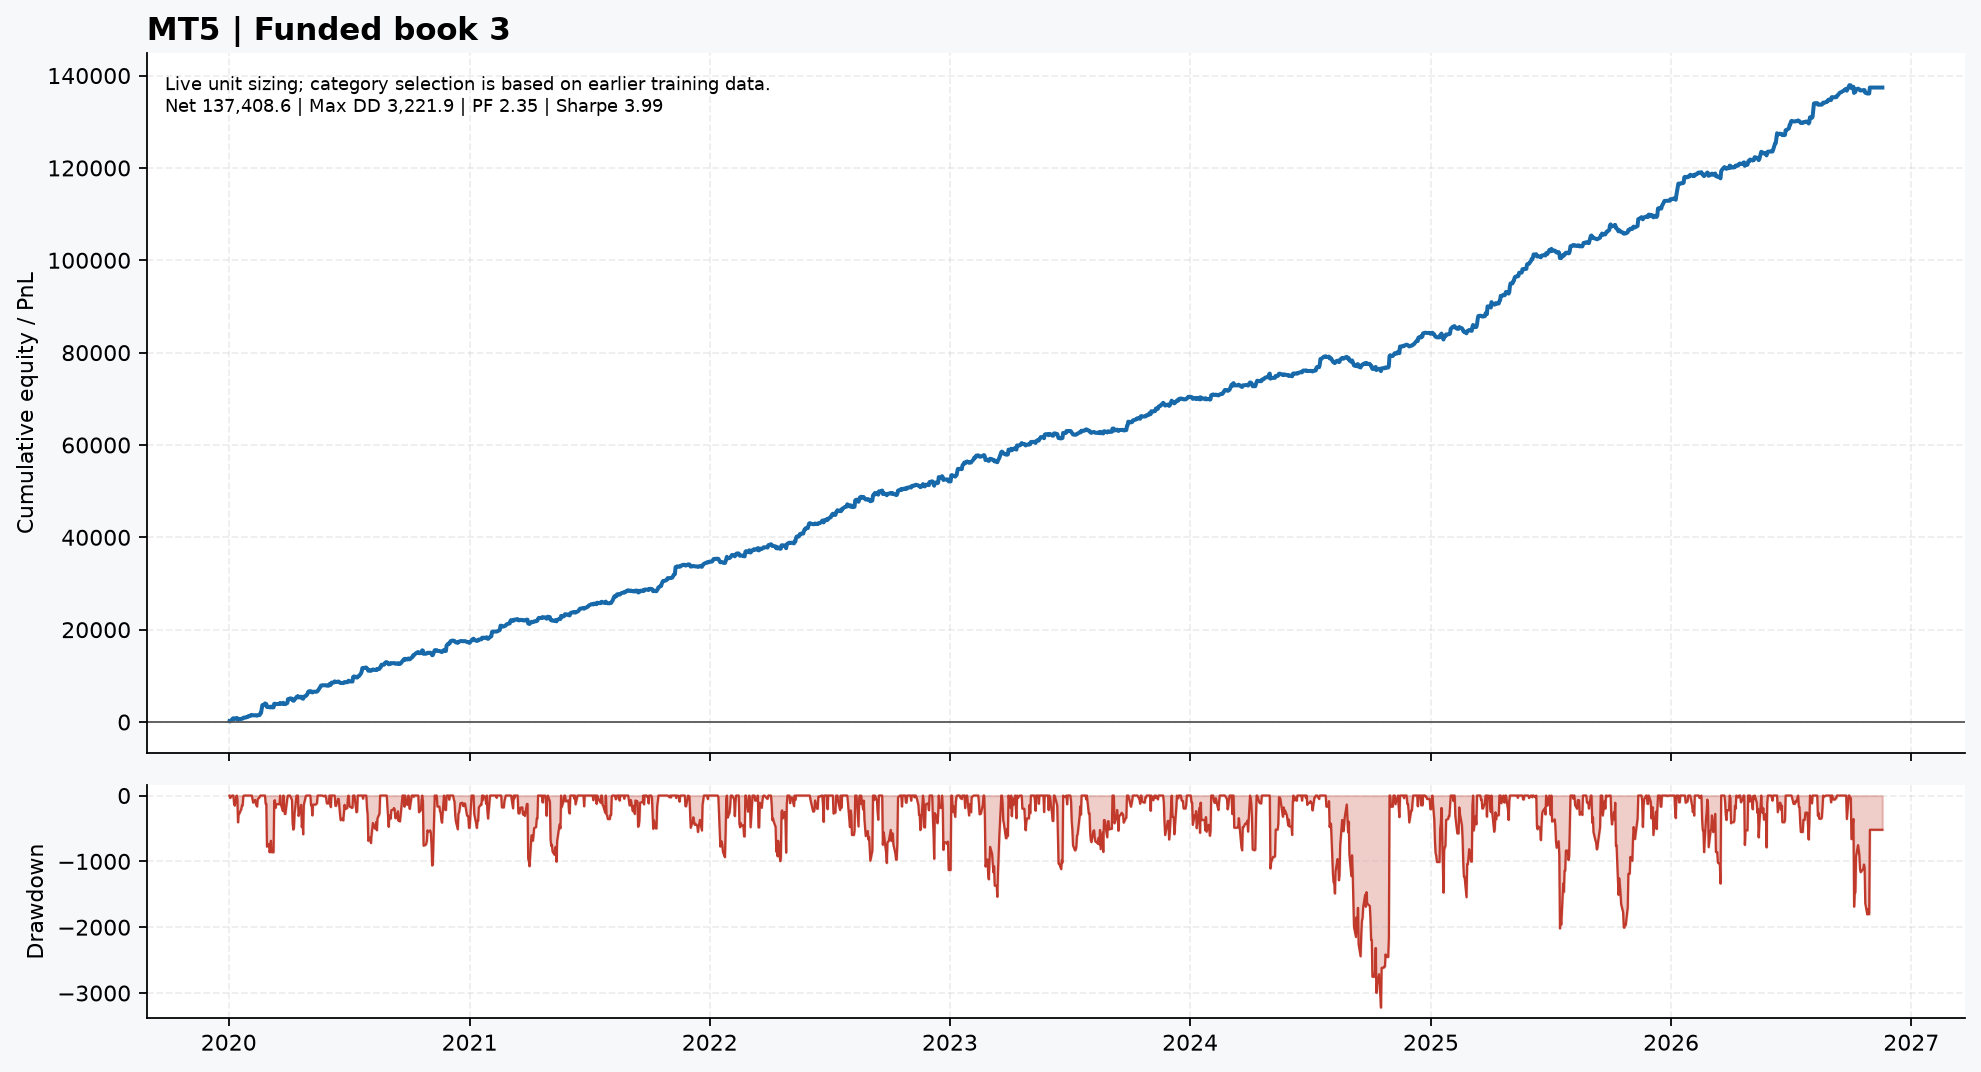 MT5 | Funded book 3
Live unit sizing; category selection is based on earlier training data.
Net 137,408.6 | Max DD 3,221.9 | PF 2.35 | Sharpe 3.99
Cumulative equity / PnL
140000
120000
100000
80000
60000
40000
20000
0
Drawdown
0
−1000
−2000
−3000
2020 2021 2022 2023 2024 2025 2026 2027